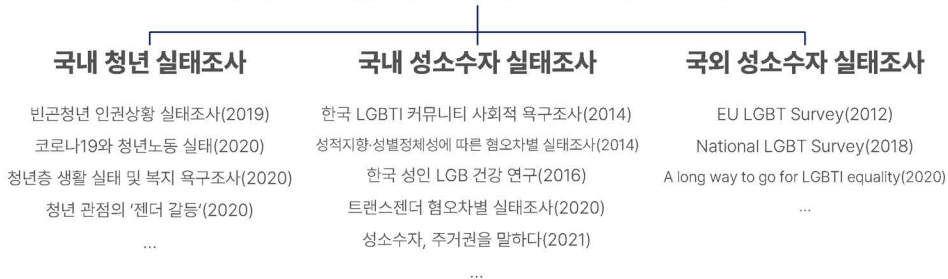 국내 청년 실태조사
빈곤청년 인권상황 실태조사(2019)
코로나19와 청년노동 실태(2020)
청년층 생활 실태 및 복지 욕구조사(2020)
청년 관점의 ‘젠더 갈등’(2020)
...
국내 성소수자 실태조사
한국 LGBTI 커뮤니티 사회적 욕구조사(2014)
성적지향·성별정체성에 따른 혐오차별 실태조사(2014)
한국 성인 LGB 건강 연구(2016)
트랜스젠더 혐오차별 실태조사(2020)
성소수자, 주거권을 말하다(2021)
...
국외 성소수자 실태조사
EU LGBT Survey(2012)
National LGBT Survey(2018)
A long way to go for LGBTI equality(2020)
...